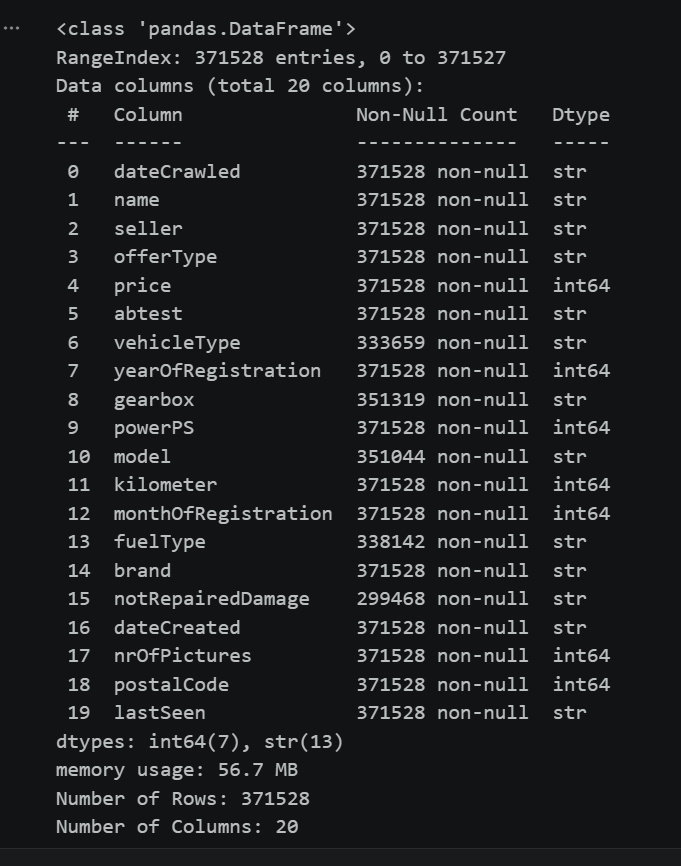 ...
<class 'pandas.DataFrame'>
RangeIndex: 371528 entries, 0 to 371527
Data columns (total 20 columns):
 #   Column               Non-Null Count   Dtype
---  ------               --------------   -----
 0   dateCrawled          371528 non-null  str
 1   name                 371528 non-null  str
 2   seller               371528 non-null  str
 3   offerType            371528 non-null  str
 4   price                371528 non-null  int64
 5   abtest               371528 non-null  str
 6   vehicleType          333659 non-null  str
 7   yearOfRegistration   371528 non-null  int64
 8   gearbox              351319 non-null  str
 9   powerPS              371528 non-null  int64
 10  model                351044 non-null  str
 11  kilometer            371528 non-null  int64
 12  monthOfRegistration  371528 non-null  int64
 13  fuelType             338142 non-null  str
 14  brand                371528 non-null  str
 15  notRepairedDamage    299468 non-null  str
 16  dateCreated          371528 non-null  str
 17  nrOfPictures         371528 non-null  int64
 18  postalCode           371528 non-null  int64
 19  lastSeen             371528 non-null  str
dtypes: int64(7), str(13)
memory usage: 56.7 MB
Number of Rows: 371528
Number of Columns: 20